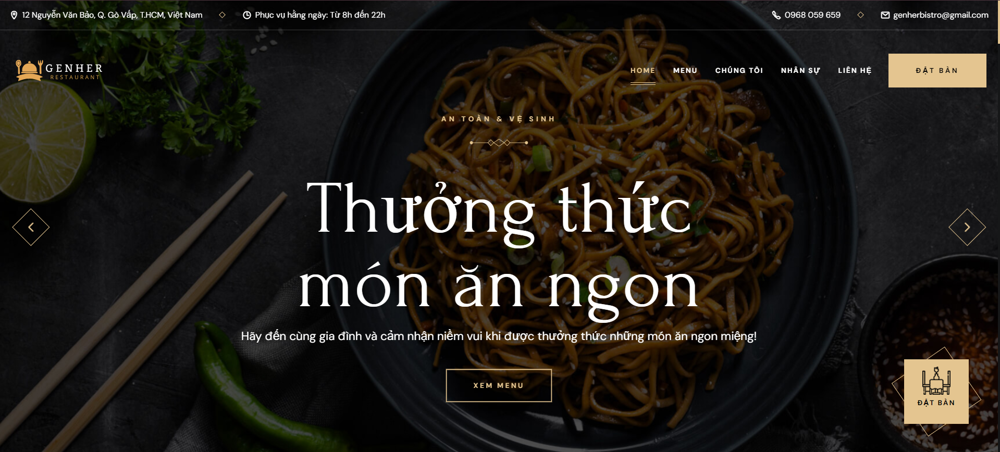 12 Nguyễn Văn Bảo, Q. Gò Vấp, T.HCM, Việt Nam
Phục vụ hằng ngày: Từ 8h đến 22h
0968 059 659
genherbistro@gmail.com
GENHER
RESTAURANT
HOME
MENU
CHÚNG TÔI
NHÂN SỰ
LIÊN HỆ
ĐẶT BÀN
AN TOÀN & VỆ SINH
Thưởng thức
món ăn ngon
Hãy đến cùng gia đình và cảm nhận niềm vui khi được thưởng thức những món ăn ngon miệng!
XEM MENU
ĐẶT BÀN